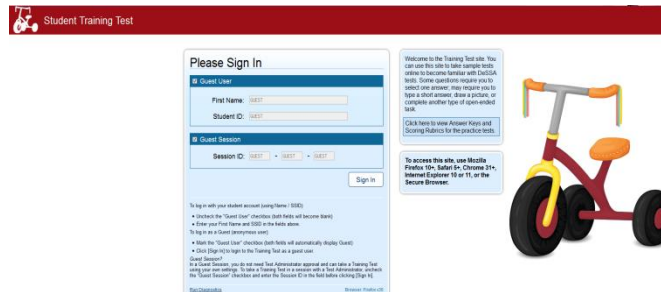 Student Training Test
Please Sign In
Guest User
First Name: GUEST
Student ID: GUEST
Guest Session
Session ID: GUEST - GUEST - GUEST
Sign In
To log in with your student account (using Name / SSID)
Uncheck the "Guest User" checkbox (both fields will become blank)
Enter your First Name and SSID in the fields above.
To log in as a Guest (anonymous user)
Mark the "Guest User" checkbox (both fields will automatically display Guest)
Click [Sign In] to login to the Training Test as a guest user
Guest Session?
In a Guest Session, you do not need Test Administrator approval and can take a Training Test
using your own settings. To take a Training Test in a session with a Test Administrator, uncheck
the "Guest Session" checkbox and enter the Session ID in the field before clicking [Sign In].
Run Diagnostics
Browser: Firefox v38
Welcome to the Training Test site. You
can use this site to take sample tests
online to become familiar with DeSSA
tests. Some questions require you to
select one answer, may require you to
type a short answer, draw a picture, or
complete another type of open-ended
task.
Click here to view Answer Keys and
Scoring Rubrics for the practice tests.
To access this site, use Mozilla
Firefox 10+, Safari 5+, Chrome 31+,
Internet Explorer 10 or 11, or the
Secure Browser.